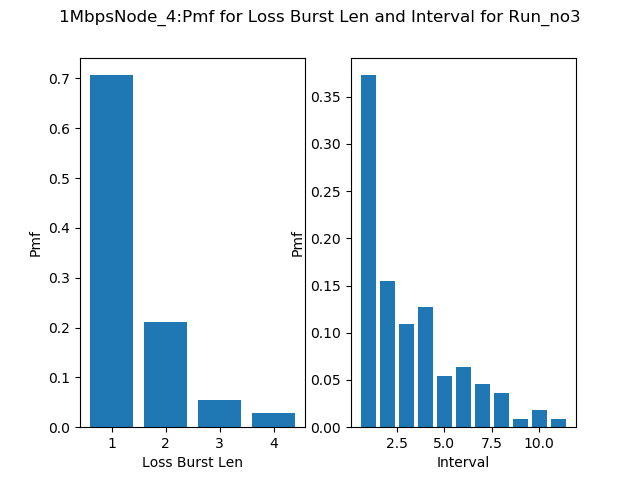 1MbpsNode_4:Pmf for Loss Burst Len and Interval for Run_no3
0.7
0.6
0.5
0.4
0.3
0.2
0.1
0.0
Pmf
1 2 3 4
Loss Burst Len
0.35
0.30
0.25
0.20
0.15
0.10
0.05
0.00
Pmf
2.5 5.0 7.5 10.0
Interval